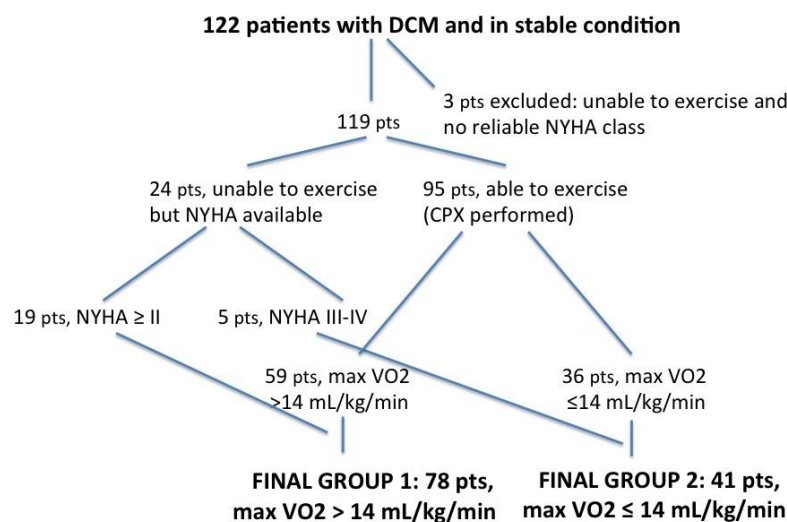 122 patients with DCM and in stable condition
3 pts excluded: unable to exercise and
no reliable NYHA class
119 pts
24 pts, unable to exercise
but NYHA available
95 pts, able to exercise
(CPX performed)
19 pts, NYHA ≥ II
5 pts, NYHA III-IV
59 pts, max VO2
>14 mL/kg/min
36 pts, max VO2
≤14 mL/kg/min
FINAL GROUP 1: 78 pts,
max VO2 > 14 mL/kg/min
FINAL GROUP 2: 41 pts,
max VO2 ≤ 14 mL/kg/min